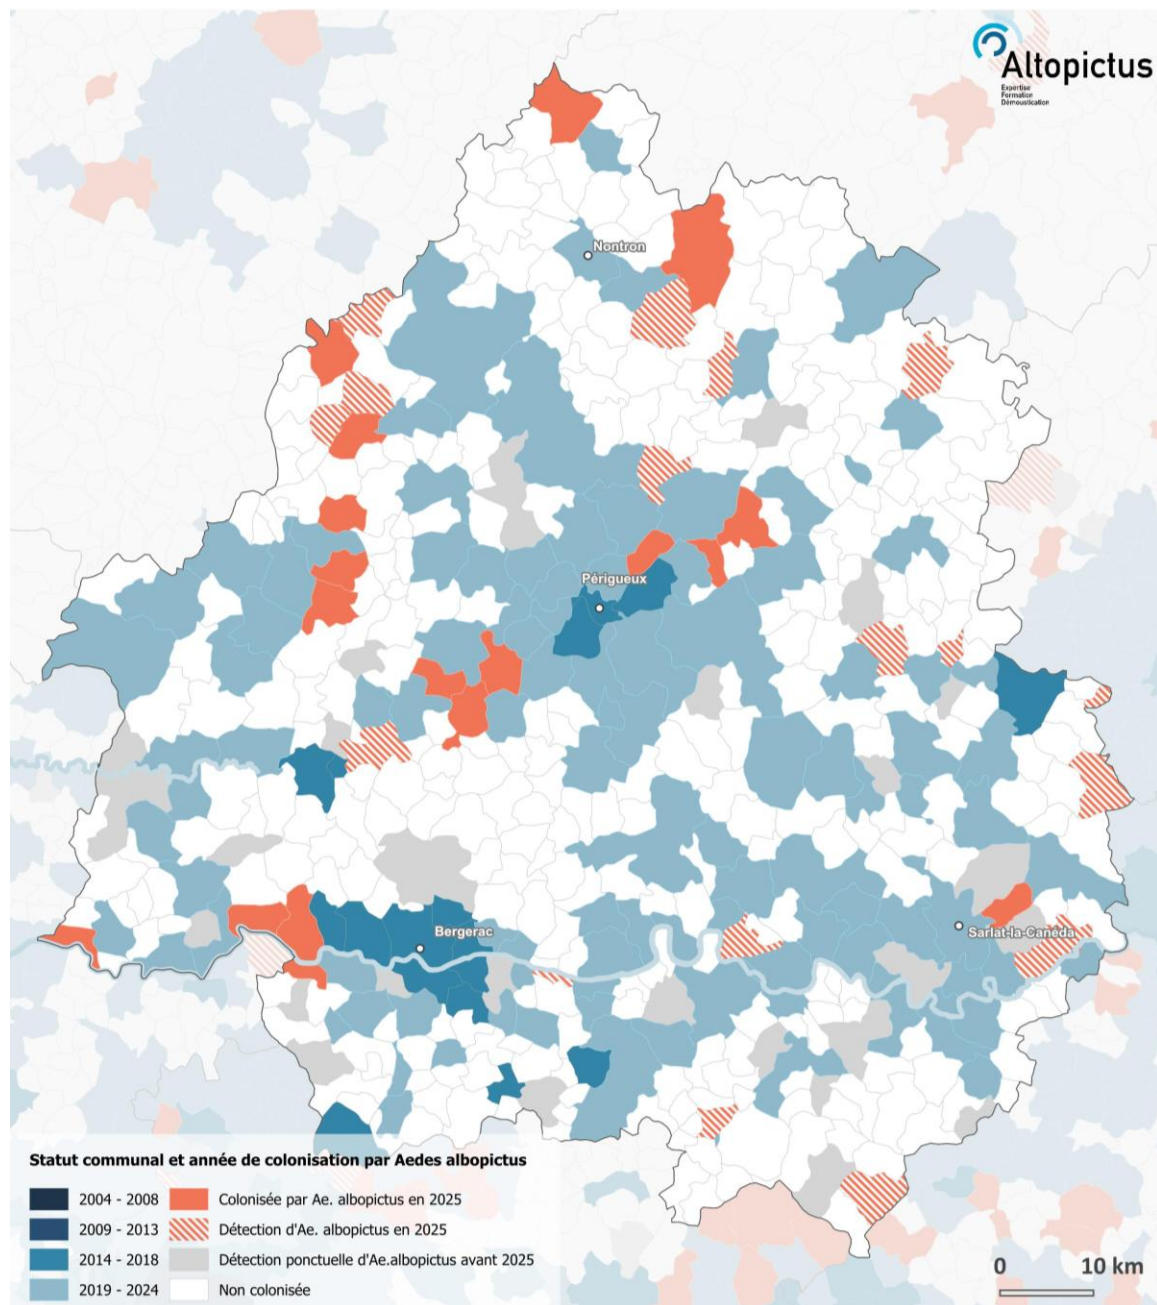 Altopictus
Expertise
Formation
Démoustication
Nontron
Périgueux
Bergerac
Sarlat-la-Canéda
Statut communal et année de colonisation par Aedes albopictus
2004 - 2008 Colonisée par Ae. albopictus en 2025
2009 - 2013 Détection d'Ae. albopictus en 2025
2014 - 2018 Détection ponctuelle d'Ae.albopictus avant 2025
2019 - 2024 Non colonisée
0 10 km